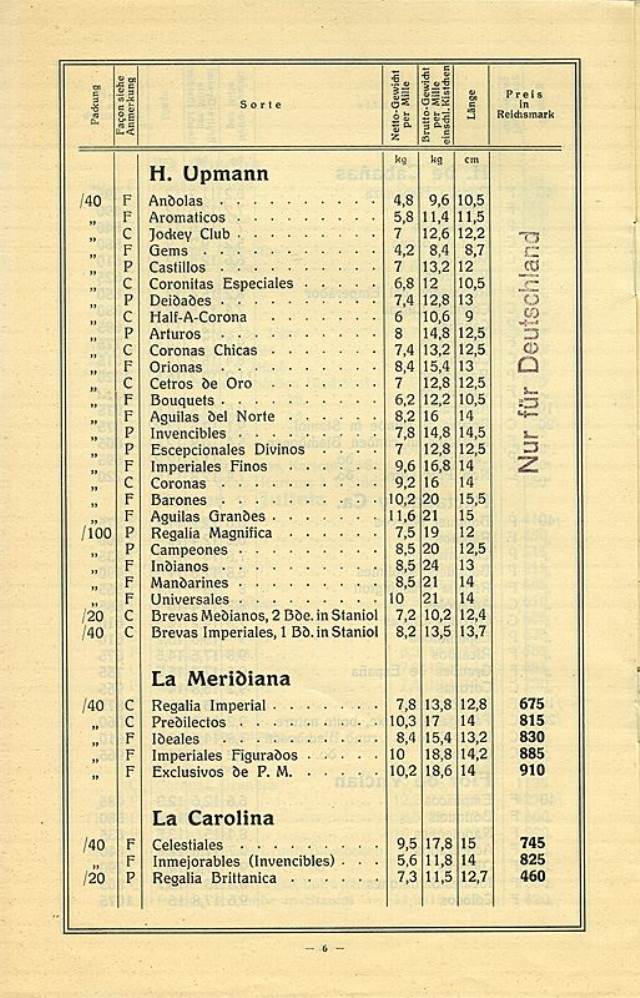 Packung Façon siehe Anmerkung Sorte Netto-Gewicht per Mille Brutto-Gewicht per Mille einschl. Kistchen Länge Preis in Reichsmark
kg kg cm
H. Upmann
/40 F Andolas 4,8 9,6 10,5
„ F Aromaticos 5,8 11,4 11,5
„ C Jockey Club 7 12,6 12,2
„ F Gems 4,2 8,4 8,7
„ P Castillos 7 13,2 12
„ C Coronitas Especiales 6,8 12 10,5
„ P Deidades 7,4 12,8 13
„ C Half-A-Corona 6 10,6 9
„ P Arturos 8 14,8 12,5
„ C Coronas Chicas 7,4 13,2 12,5
„ F Orionas 8,4 15,4 13
„ C Cetros de Oro 7 12,8 12,5
„ F Bouquets 6,2 12,2 10,5
„ F Aguilas del Norte 8,2 16 14
„ P Invencibles 7,8 14,8 14,5
„ P Escepcionales Divinos 7 12,8 12,5
„ F Imperiales Finos 9,6 16,8 14
„ C Coronas 9,2 16 14
„ F Barones 10,2 20 15,5
„ F Aguilas Grandes 11,6 21 15
/100 P Regalia Magnifica 7,5 19 12
„ P Campeones 8,5 20 12,5
„ F Indianos 8,5 24 13
„ F Mandarines 8,5 21 14
„ F Universales 10 21 14
/20 C Brevas Medianos, 2 Bde. in Staniol 7,2 10,2 12,4
/40 C Brevas Imperiales, 1 Bd. in Staniol 8,2 13,5 13,7
Nur für Deutschland
La Meridiana
/40 C Regalia Imperial 7,8 13,8 12,8 675
„ C Predilectos 10,3 17 14 815
„ F Ideales 8,4 15,4 13,2 830
„ F Imperiales Figurados 10 18,8 14,2 885
„ F Exclusivos de P. M. 10,2 18,6 14 910
La Carolina
/40 F Celestiales 9,5 17,8 15 745
„ F Inmejorables (Invencibles) 5,6 11,8 14 825
/20 P Regalia Brittanica 7,3 11,5 12,7 460
— 6 —